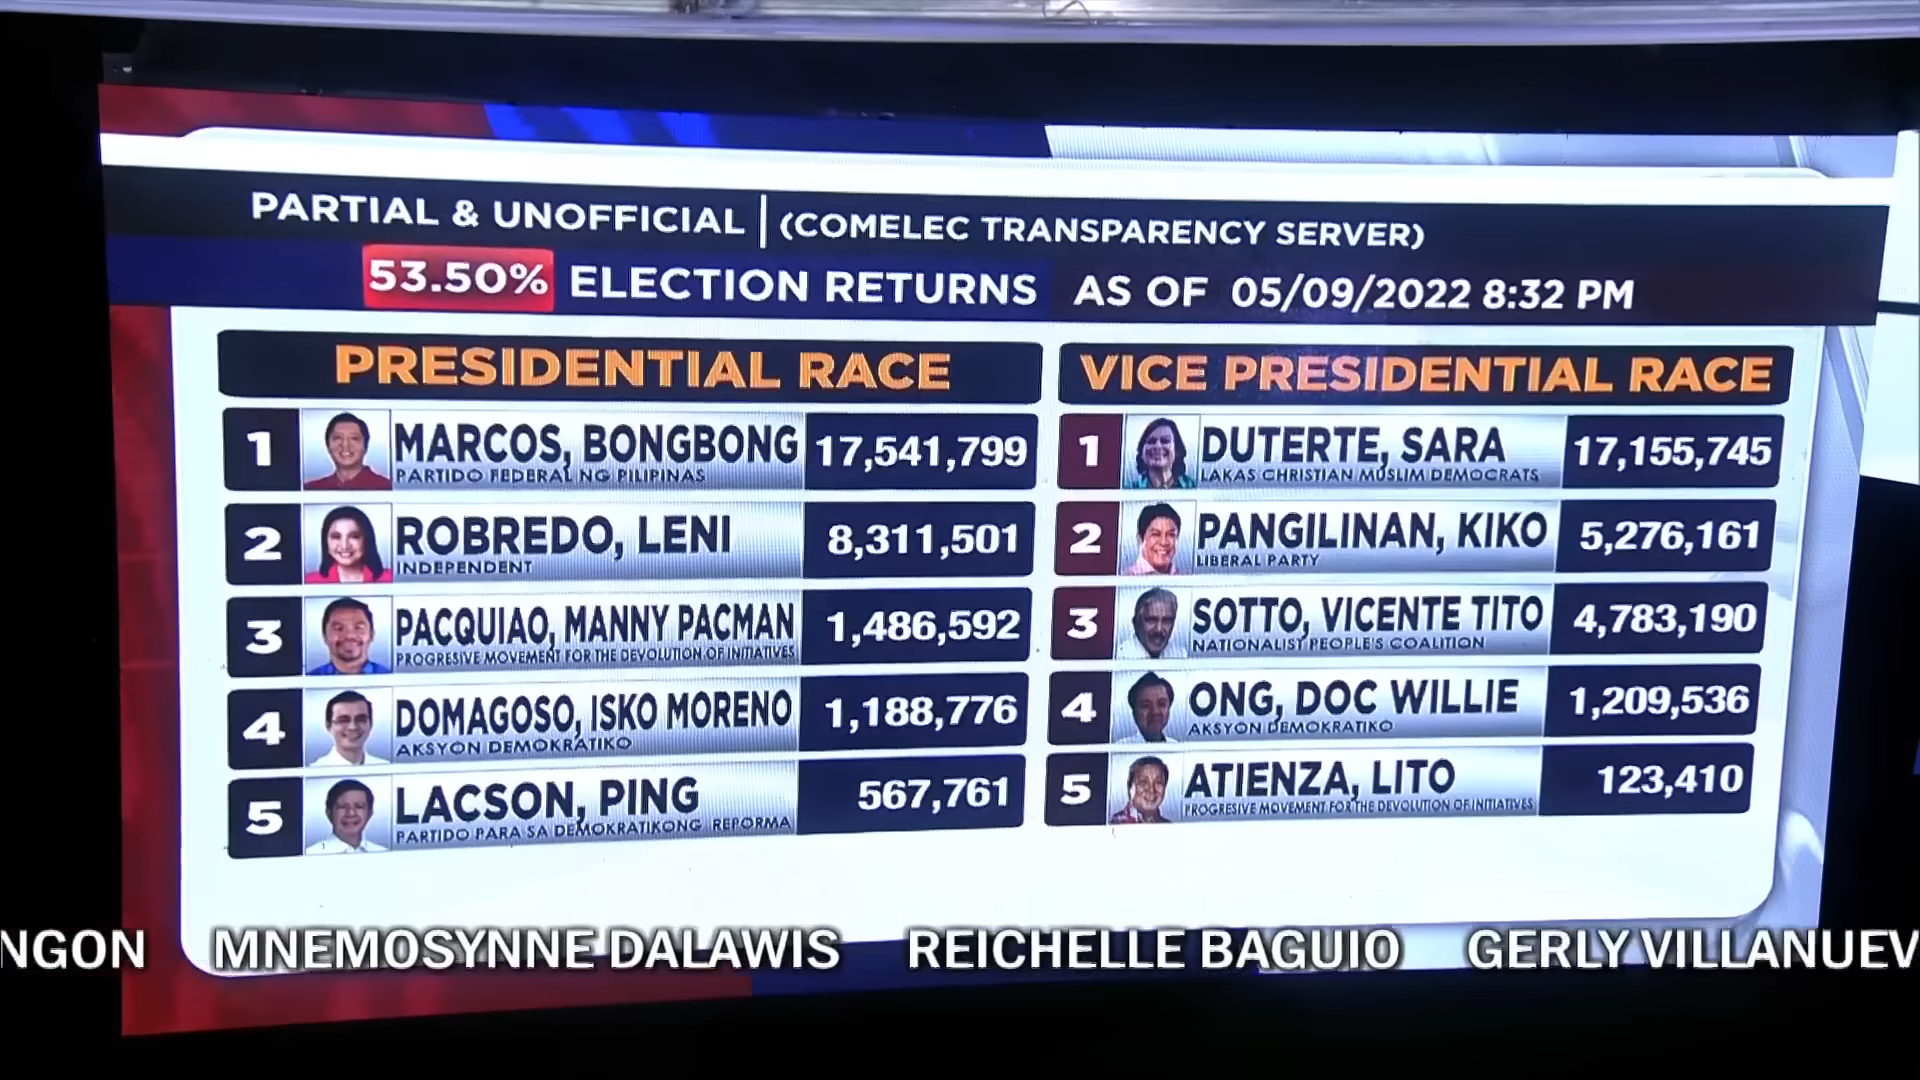 PARTIAL & UNOFFICIAL | (COMELEC TRANSPARENCY SERVER)
53.50% ELECTION RETURNS AS OF 05/09/2022 8:32 PM
PRESIDENTIAL RACE
1 MARCOS, BONGBONG 17,541,799
PARTIDO FEDERAL NG PILIPINAS
2 ROBREDO, LENI 8,311,501
INDEPENDENT
3 PACQUIAO, MANNY PACMAN 1,486,592
PROGRESIVE MOVEMENT FOR THE DEVOLUTION OF INITIATIVES
4 DOMAGOSO, ISKO MORENO 1,188,776
AKSYON DEMOKRATIKO
5 LACSON, PING 567,761
PARTIDO PARA SA DEMOKRATIKONG REPORMA
VICE PRESIDENTIAL RACE
1 DUTERTE, SARA 17,155,745
LAKAS CHRISTIAN MUSLIM DEMOCRATS
2 PANGILINAN, KIKO 5,276,161
LIBERAL PARTY
3 SOTTO, VICENTE TITO 4,783,190
NATIONALIST PEOPLE'S COALITION
4 ONG, DOC WILLIE 1,209,536
AKSYON DEMOKRATIKO
5 ATIENZA, LITO 123,410
PROGRESIVE MOVEMENT FOR THE DEVOLUTION OF INITIATIVES
NGON MNEMOSYNNE DALAWIS REICHELLE BAGUIO GERLY VILLANUEV